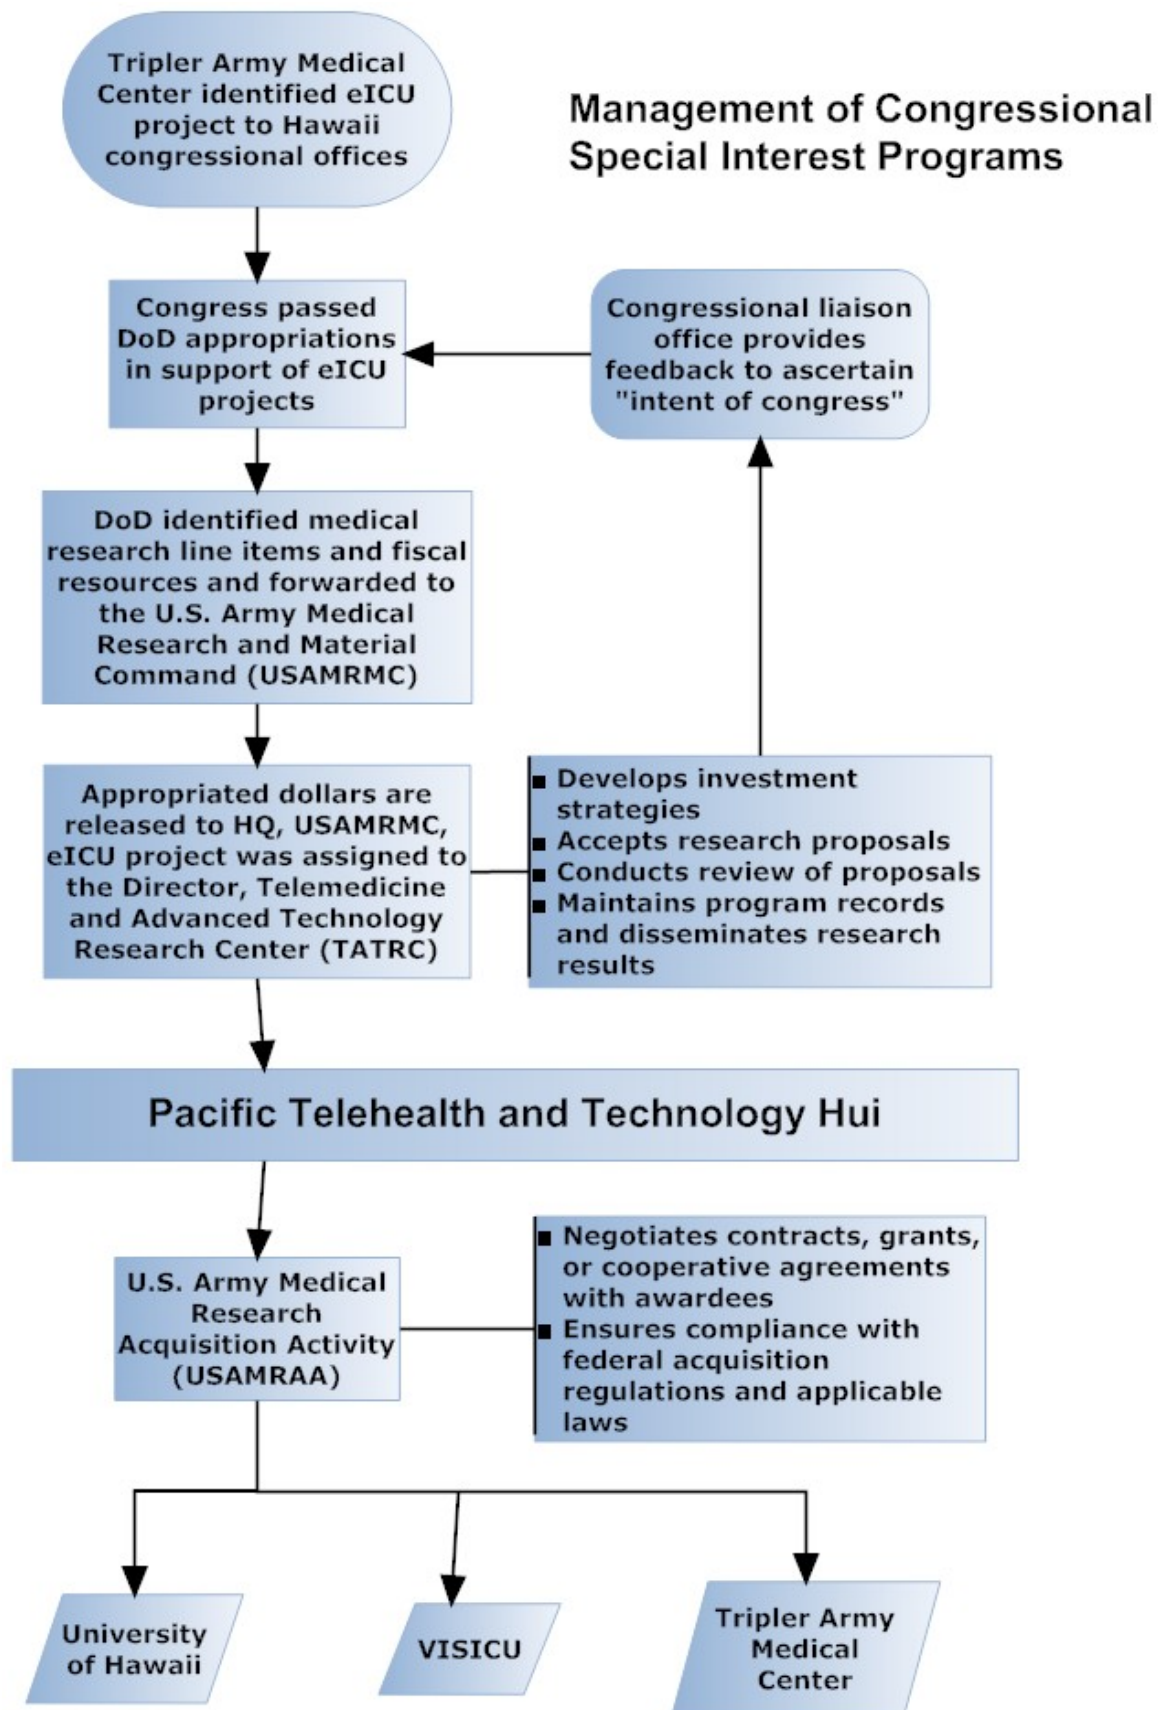 Tripler Army Medical
Center identified eICU
project to Hawaii
congressional offices
Management of Congressional
Special Interest Programs
Congress passed
DoD appropriations
in support of eICU
projects
Congressional liaison
office provides
feedback to ascertain
"intent of congress"
DoD identified medical
research line items and fiscal
resources and forwarded to
the U.S. Army Medical
Research and Material
Command (USAMRMC)
Appropriated dollars are
released to HQ, USAMRMC,
eICU project was assigned to
the Director, Telemedicine
and Advanced Technology
Research Center (TATRC)
▪ Develops investment
strategies
▪ Accepts research proposals
▪ Conducts review of proposals
▪ Maintains program records
and disseminates research
results
Pacific Telehealth and Technology Hui
U.S. Army Medical
Research
Acquisition Activity
(USAMRAA)
▪ Negotiates contracts, grants,
or cooperative agreements
with awardees
▪ Ensures compliance with
federal acquisition
regulations and applicable
laws
University
of Hawaii
VISICU
Tripler Army
Medical
Center